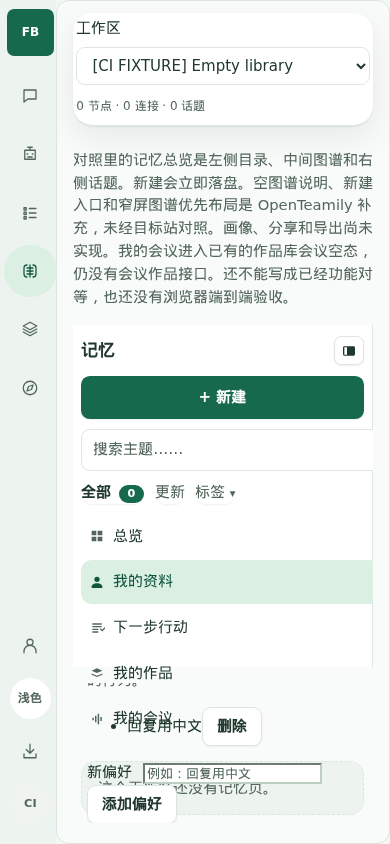 FB
工作区
[CI FIXTURE] Empty library
0 节点 · 0 连接 · 0 话题
对照里的记忆总览是左侧目录、中间图谱和右
侧话题。新建会立即落盘。空图谱说明、新建
入口和窄屏图谱优先布局是 OpenTeamily 补
充，未经目标站对照。画像、分享和导出尚未
实现。我的会议进入已有的作品库会议空态，
仍没有会议作品接口。还不能写成已经功能对
等，也还没有浏览器端到端验收。
记忆
+ 新建
搜索主题……
全部 0 更新 标签 ▾
总览
我的资料
下一步行动
我的作品
我的会议
回复用中文 删除
新偏好 例如：回复用中文
还没有记忆页。
添加偏好
浅色
CI